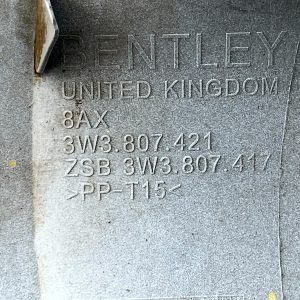 BENTLEY
UNITED KINGDOM
8AX
3W3.807.421
ZSB 3W3.807.417
>PP-T15<